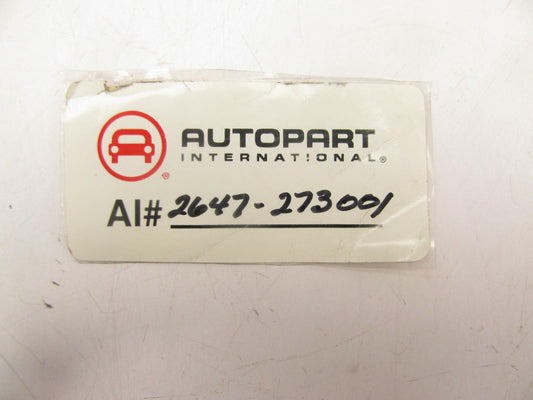 AUTOPART
INTERNATIONAL®
®
AI# 2647-273001